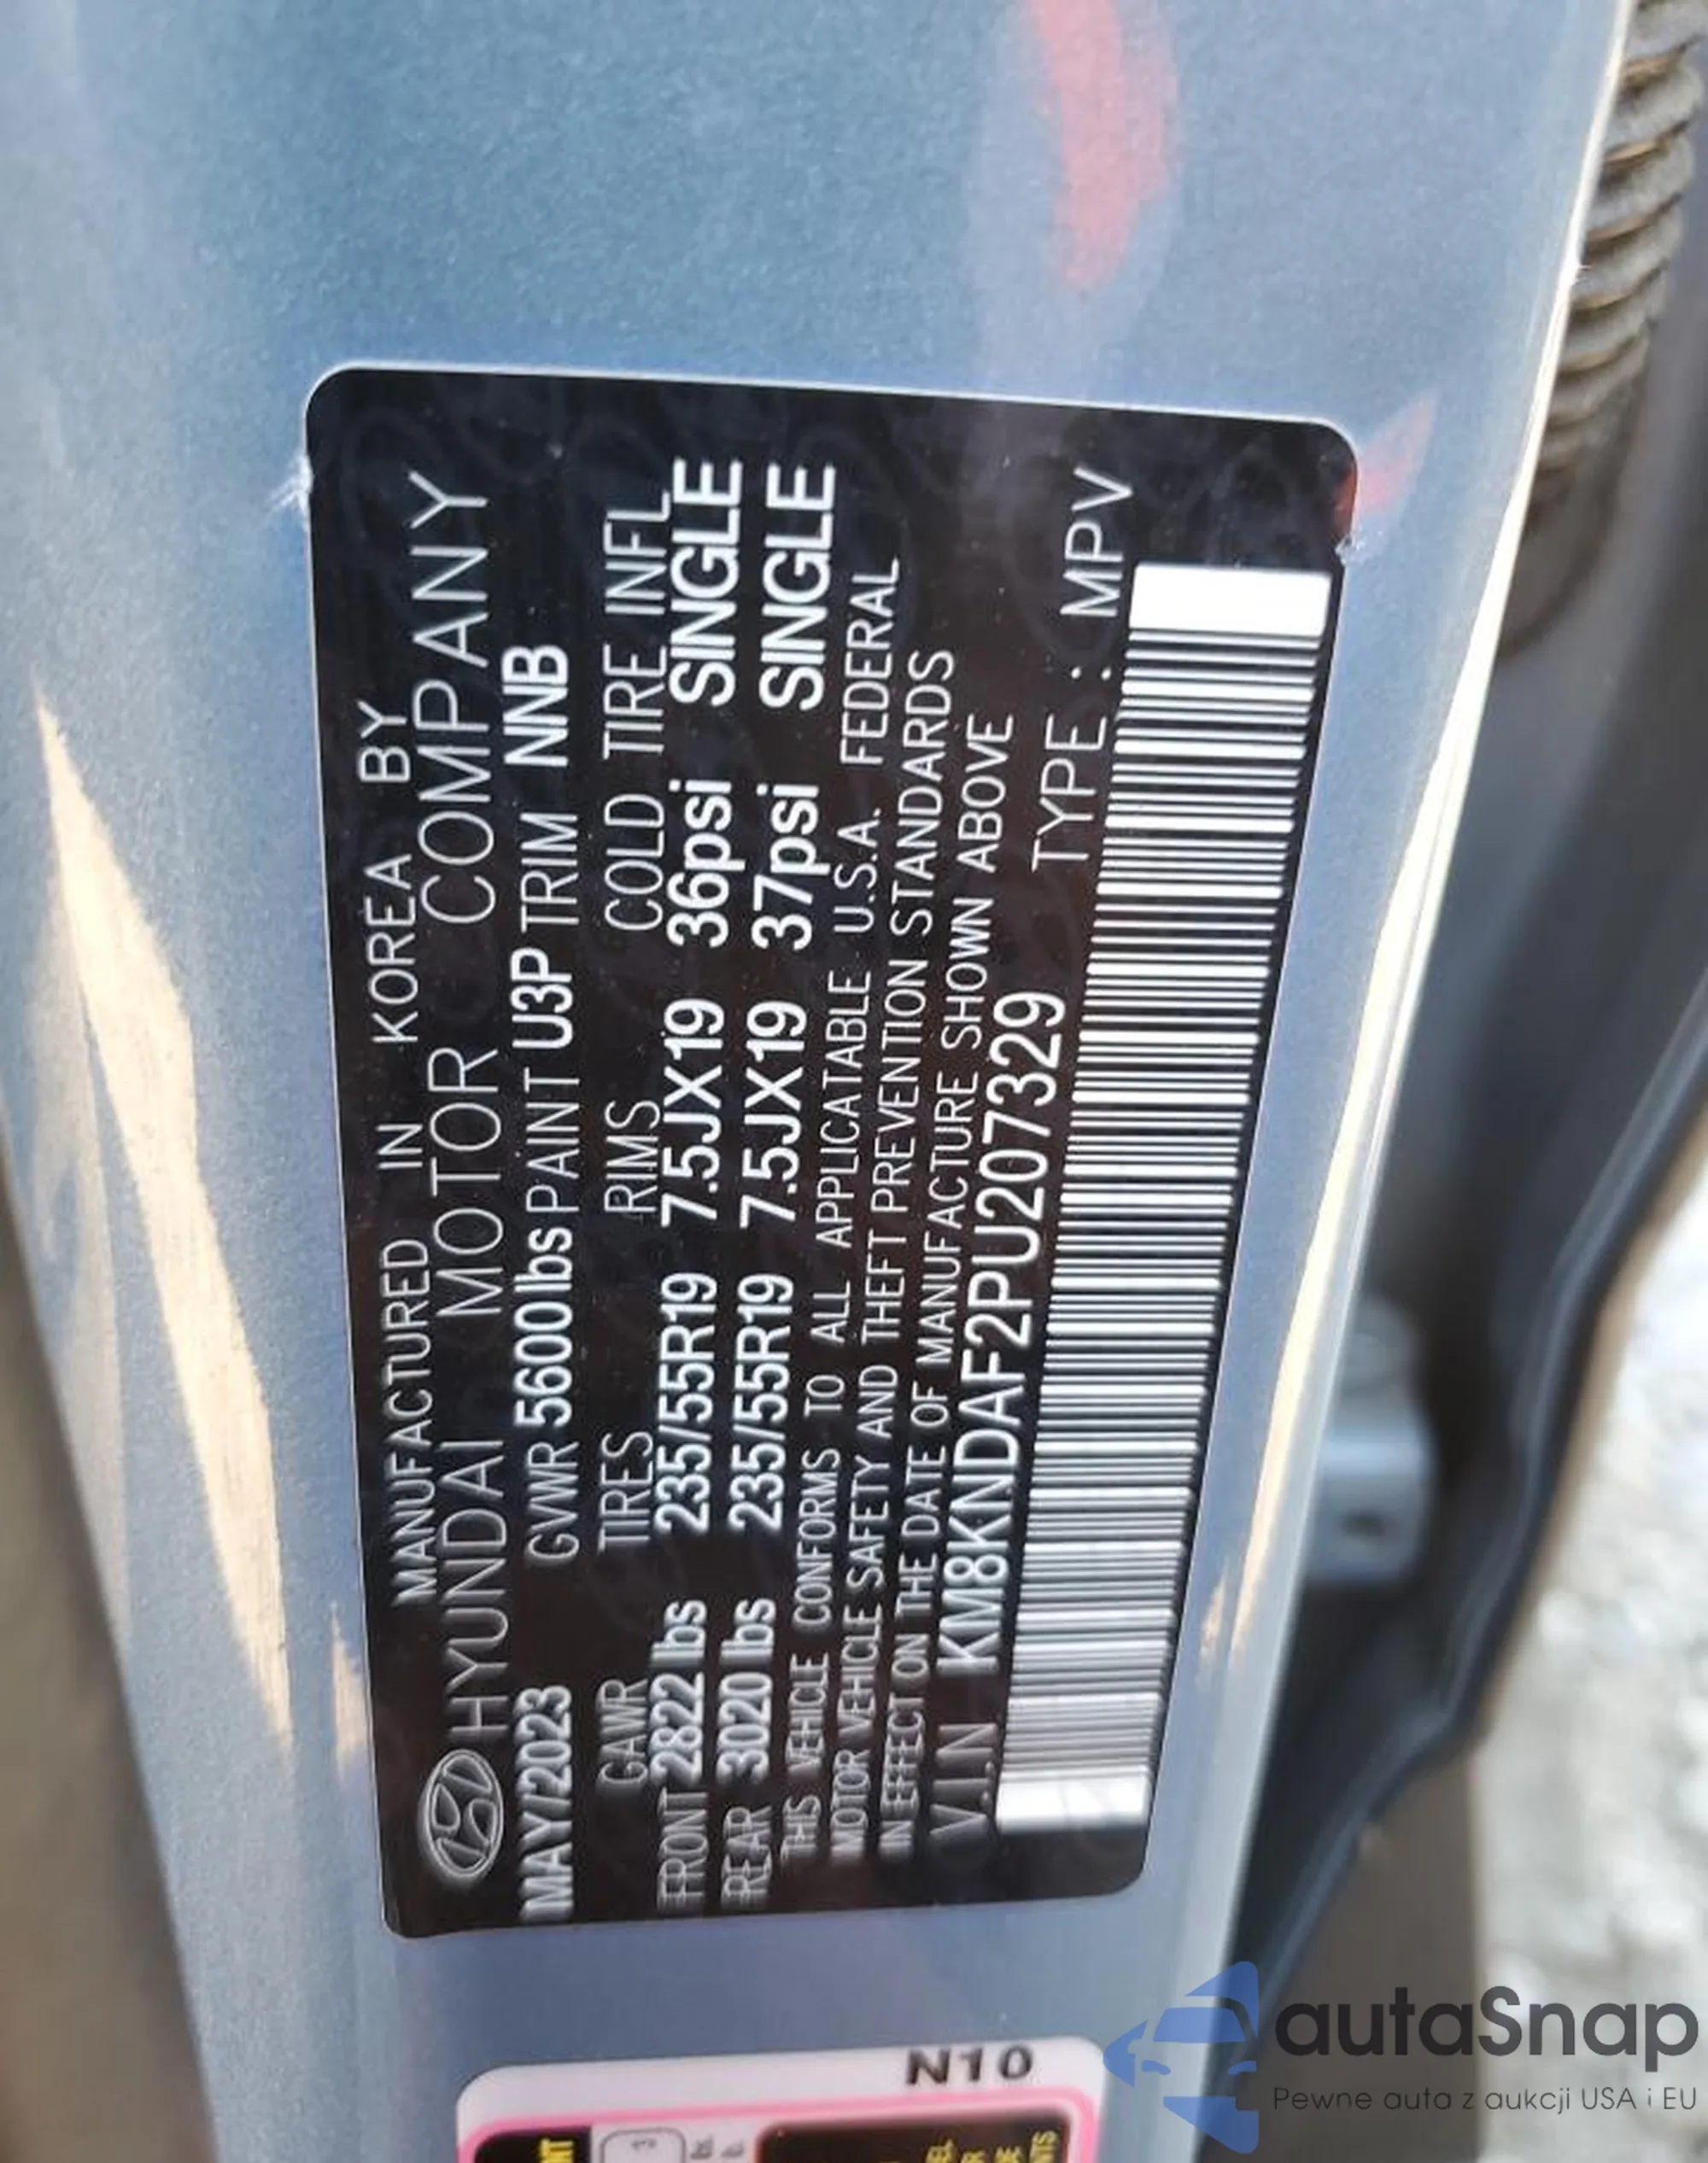 MANUFACTURED IN KOREA BY
HYUNDAI MOTOR COMPANY
MAY/2023 GVWR 5600lbs PAINT U3P TRIM NNB
GAWR TIRES RIMS COLD TIRE INFL
FRONT 2822 lbs 235/55R19 7.5JX19 36psi SINGLE
REAR 3020 lbs 235/55R19 7.5JX19 37psi SINGLE
THIS VEHICLE CONFORMS TO ALL APPLICATABLE U.S.A. FEDERAL
MOTOR VEHICLE SAFETY AND THEFT PREVENTION STANDARDS
IN EFFECT ON THE DATE OF MANUFACTURE SHOWN ABOVE
V.I.N KM8KNDAF2PU207329 TYPE : MPV
N10
autaSnap
Pewne auta z aukcji USA i EU